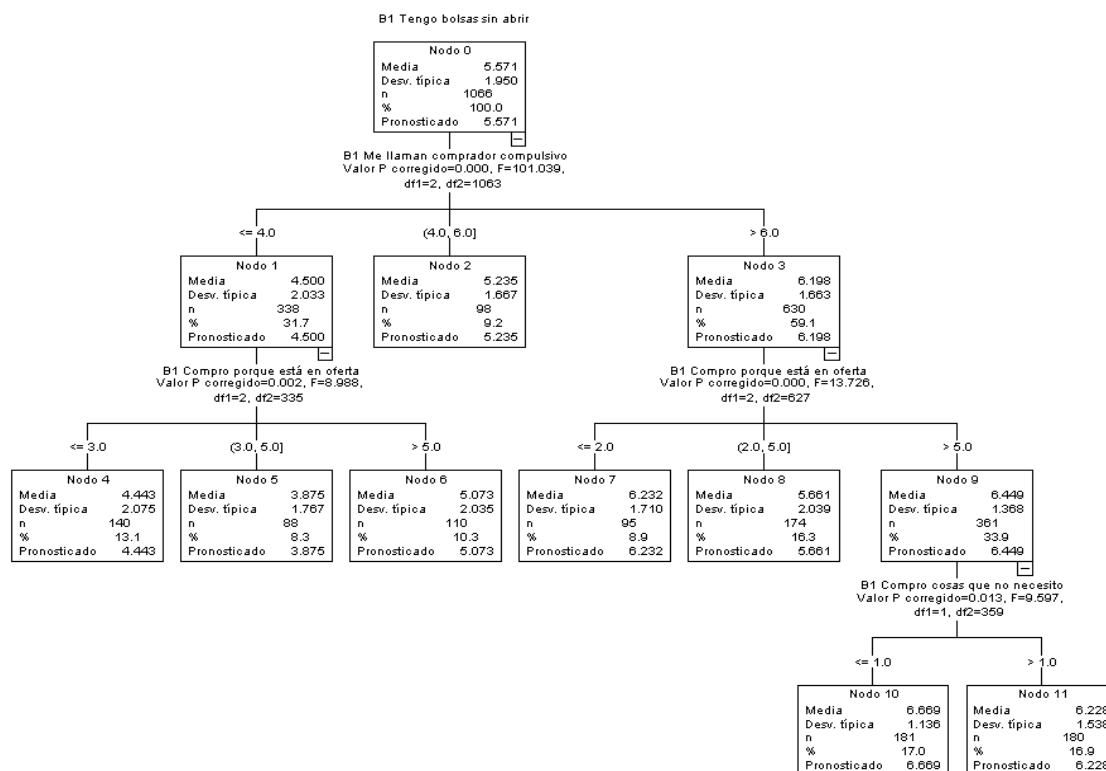 B1 Tengo bolsas sin abrir
Nodo 0
Media 5.571
Desv. típica 1.950
n 1066
% 100.0
Pronosticado 5.571
B1 Me llaman comprador compulsivo
Valor P corregido=0.000, F=101.039,
df1=2, df2=1063
<= 4.0
(4.0, 6.0]
> 6.0
Nodo 1
Media 4.500
Desv. típica 2.033
n 338
% 31.7
Pronosticado 4.500
Nodo 2
Media 5.235
Desv. típica 1.667
n 98
% 9.2
Pronosticado 5.235
Nodo 3
Media 6.198
Desv. típica 1.663
n 630
% 59.1
Pronosticado 6.198
B1 Compro porque está en oferta
Valor P corregido=0.002, F=8.988,
df1=2, df2=335
B1 Compro porque está en oferta
Valor P corregido=0.000, F=13.726,
df1=2, df2=627
<= 3.0
(3.0, 5.0]
> 5.0
<= 2.0
(2.0, 5.0]
> 5.0
Nodo 4
Media 4.443
Desv. típica 2.075
n 140
% 13.1
Pronosticado 4.443
Nodo 5
Media 3.875
Desv. típica 1.767
n 88
% 8.3
Pronosticado 3.875
Nodo 6
Media 5.073
Desv. típica 2.035
n 110
% 10.3
Pronosticado 5.073
Nodo 7
Media 6.232
Desv. típica 1.710
n 95
% 8.9
Pronosticado 6.232
Nodo 8
Media 5.661
Desv. típica 2.039
n 174
% 16.3
Pronosticado 5.661
Nodo 9
Media 6.449
Desv. típica 1.368
n 361
% 33.9
Pronosticado 6.449
B1 Compro cosas que no necesito
Valor P corregido=0.013, F=9.597,
df1=1, df2=359
<= 1.0
> 1.0
Nodo 10
Media 6.669
Desv. típica 1.136
n 181
% 17.0
Pronosticado 6.669
Nodo 11
Media 6.228
Desv. típica 1.538
n 180
% 16.9
Pronosticado 6.228